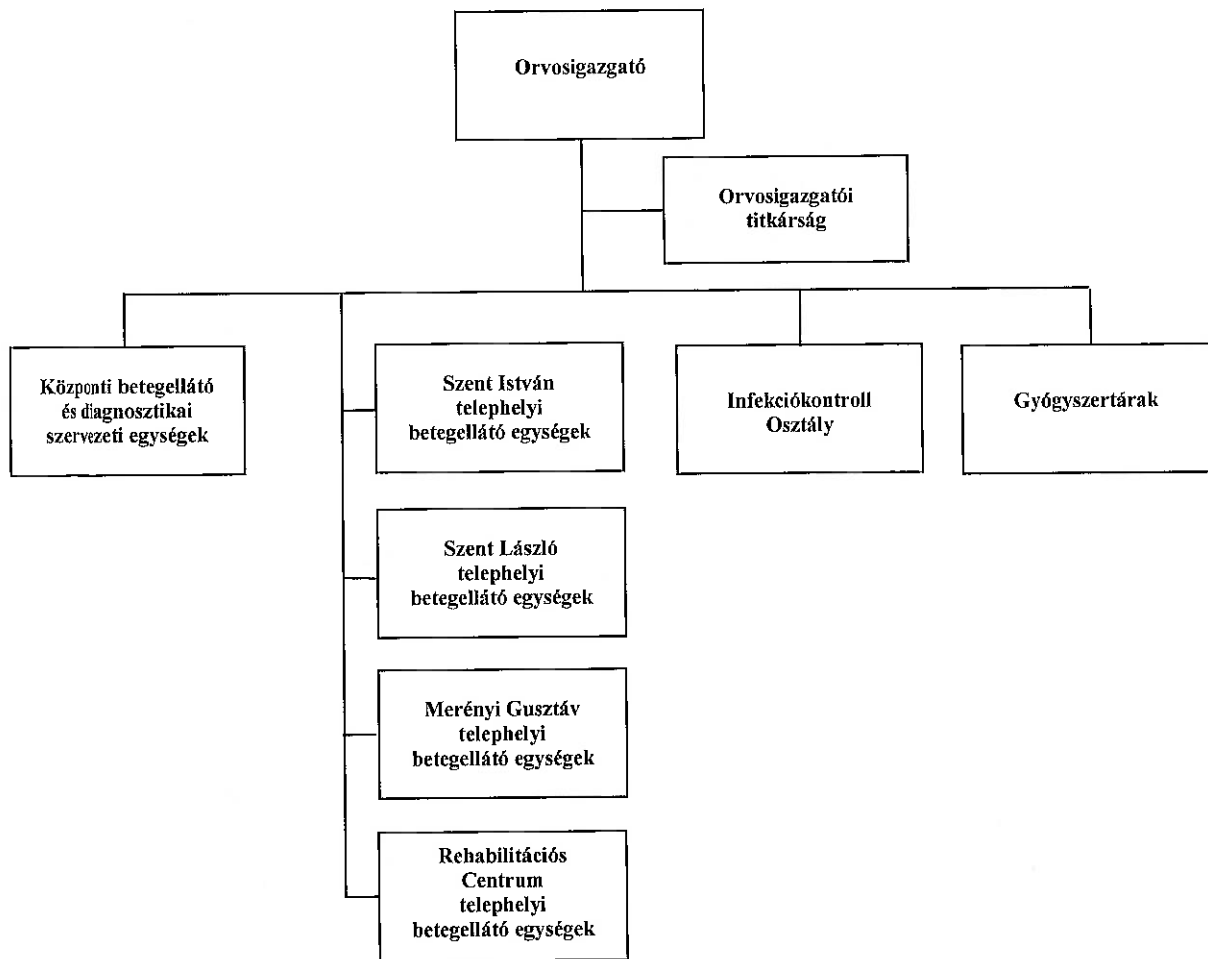 Orvosigazgató
Orvosigazgatói
titkárság
Központi betegellátó
és diagnosztikai
szervezeti egységek
Szent István
telephelyi
betegellátó egységek
Infekciókontroll
Osztály
Gyógyszertárak
Szent László
telephelyi
betegellátó egységek
Merényi Gusztáv
telephelyi
betegellátó egységek
Rehabilitációs
Centrum
telephelyi
betegellátó egységek